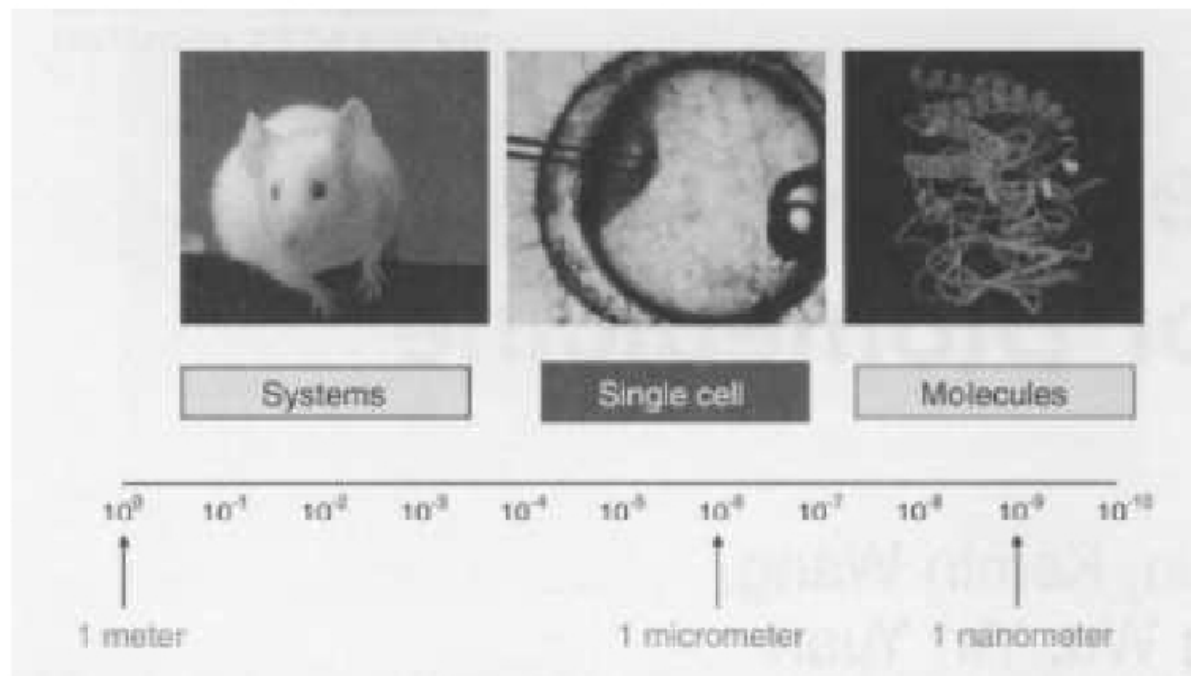 Systems
Single cell
Molecules
10⁰ 10⁻¹ 10⁻² 10⁻³ 10⁻⁴ 10⁻⁵ 10⁻⁶ 10⁻⁷ 10⁻⁸ 10⁻⁹ 10⁻¹⁰
1 meter
1 micrometer
1 nanometer